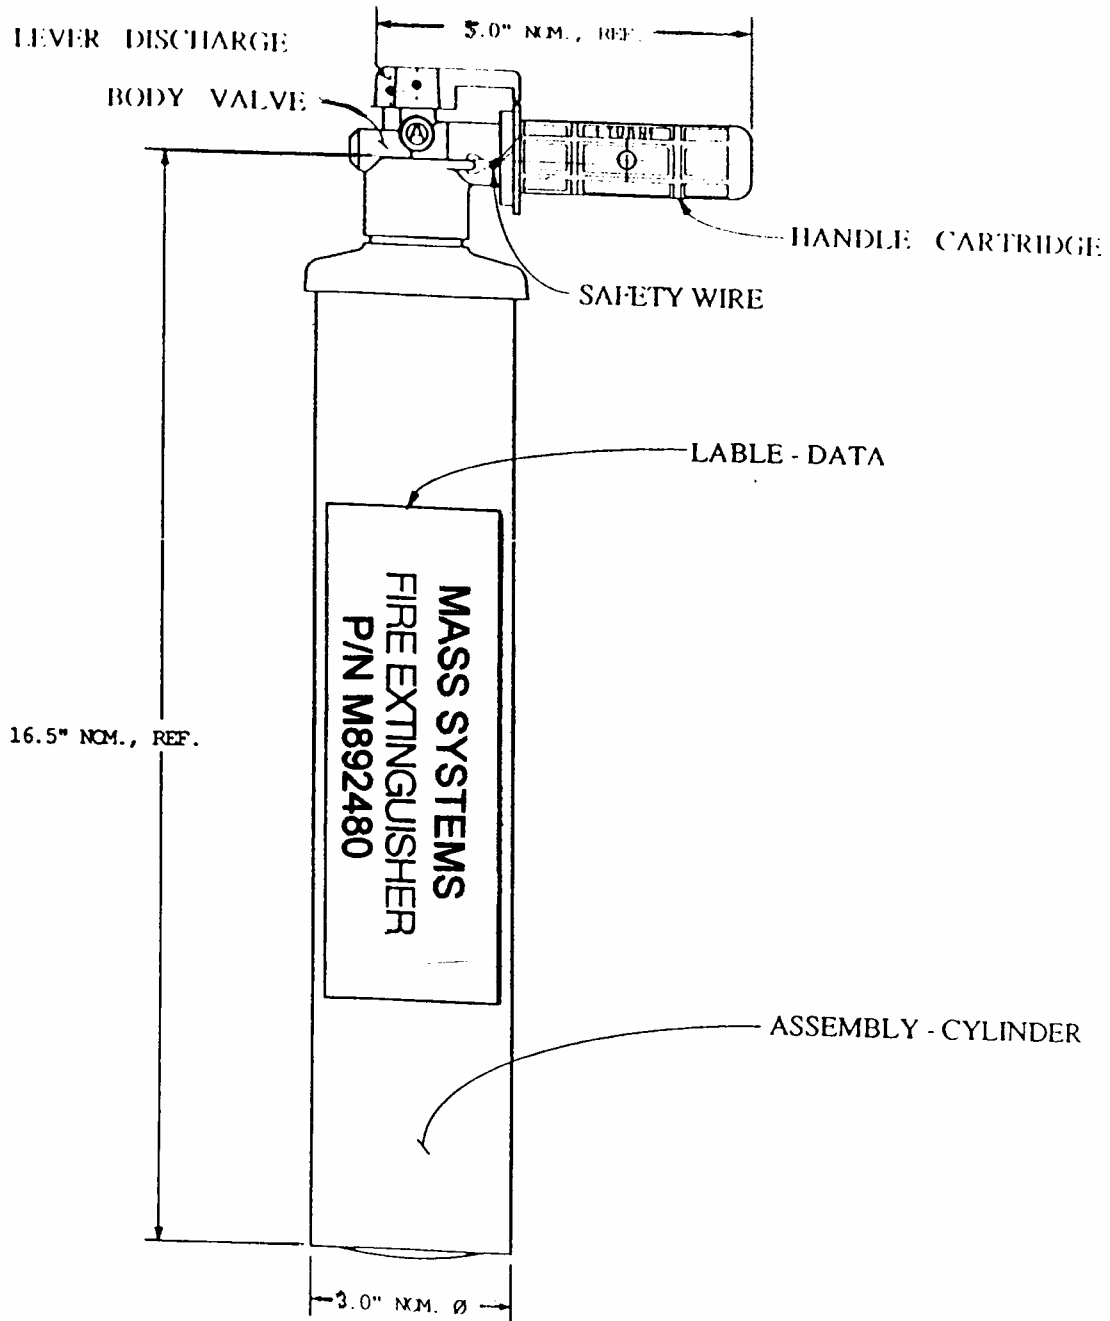 5.0" NOM., REF.
LEVER DISCHARGE
BODY VALVE
HANDLE CARTRIDGE
SAFETY WIRE
LABLE - DATA
MASS SYSTEMS
FIRE EXTINGUISHER
P/N M892480
16.5" NOM., REF.
ASSEMBLY - CYLINDER
3.0" NOM. Ø